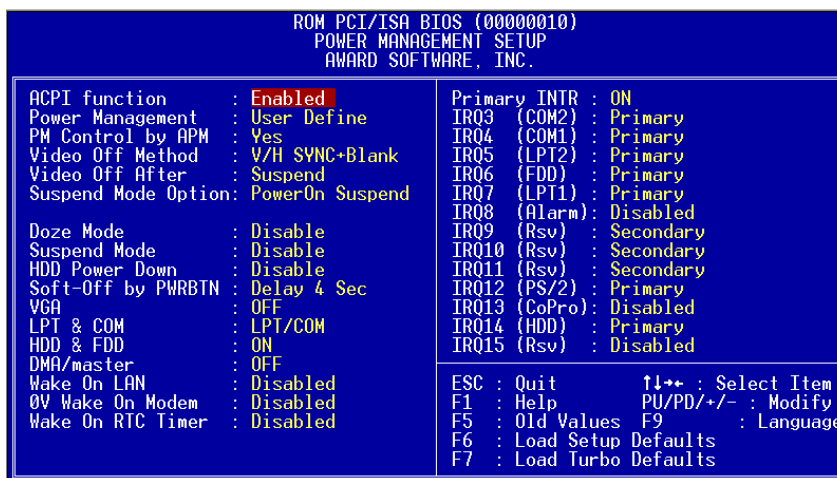 ROM PCI/ISA BIOS (00000010)
POWER MANAGEMENT SETUP
AWARD SOFTWARE, INC.
ACPI function : Enabled
Power Management : User Define
PM Control by APM : Yes
Video Off Method : V/H SYNC+Blank
Video Off After : Suspend
Suspend Mode Option: PowerOn Suspend
Doze Mode : Disable
Suspend Mode : Disable
HDD Power Down : Disable
Soft-Off by PWRBTN : Delay 4 Sec
VGA : OFF
LPT & COM : LPT/COM
HDD & FDD : ON
DMA/master : OFF
Wake On LAN : Disabled
0V Wake On Modem : Disabled
Wake On RTC Timer : Disabled
Primary INTR : ON
IRQ3 (COM2) : Primary
IRQ4 (COM1) : Primary
IRQ5 (LPT2) : Primary
IRQ6 (FDD) : Primary
IRQ7 (LPT1) : Primary
IRQ8 (Alarm): Disabled
IRQ9 (Rsv) : Secondary
IRQ10 (Rsv) : Secondary
IRQ11 (Rsv) : Secondary
IRQ12 (PS/2) : Primary
IRQ13 (CoPro): Disabled
IRQ14 (HDD) : Primary
IRQ15 (Rsv) : Disabled
ESC : Quit ↑↓→← : Select Item
F1 : Help PU/PD/+/- : Modify
F5 : Old Values F9 : Language
F6 : Load Setup Defaults
F7 : Load Turbo Defaults